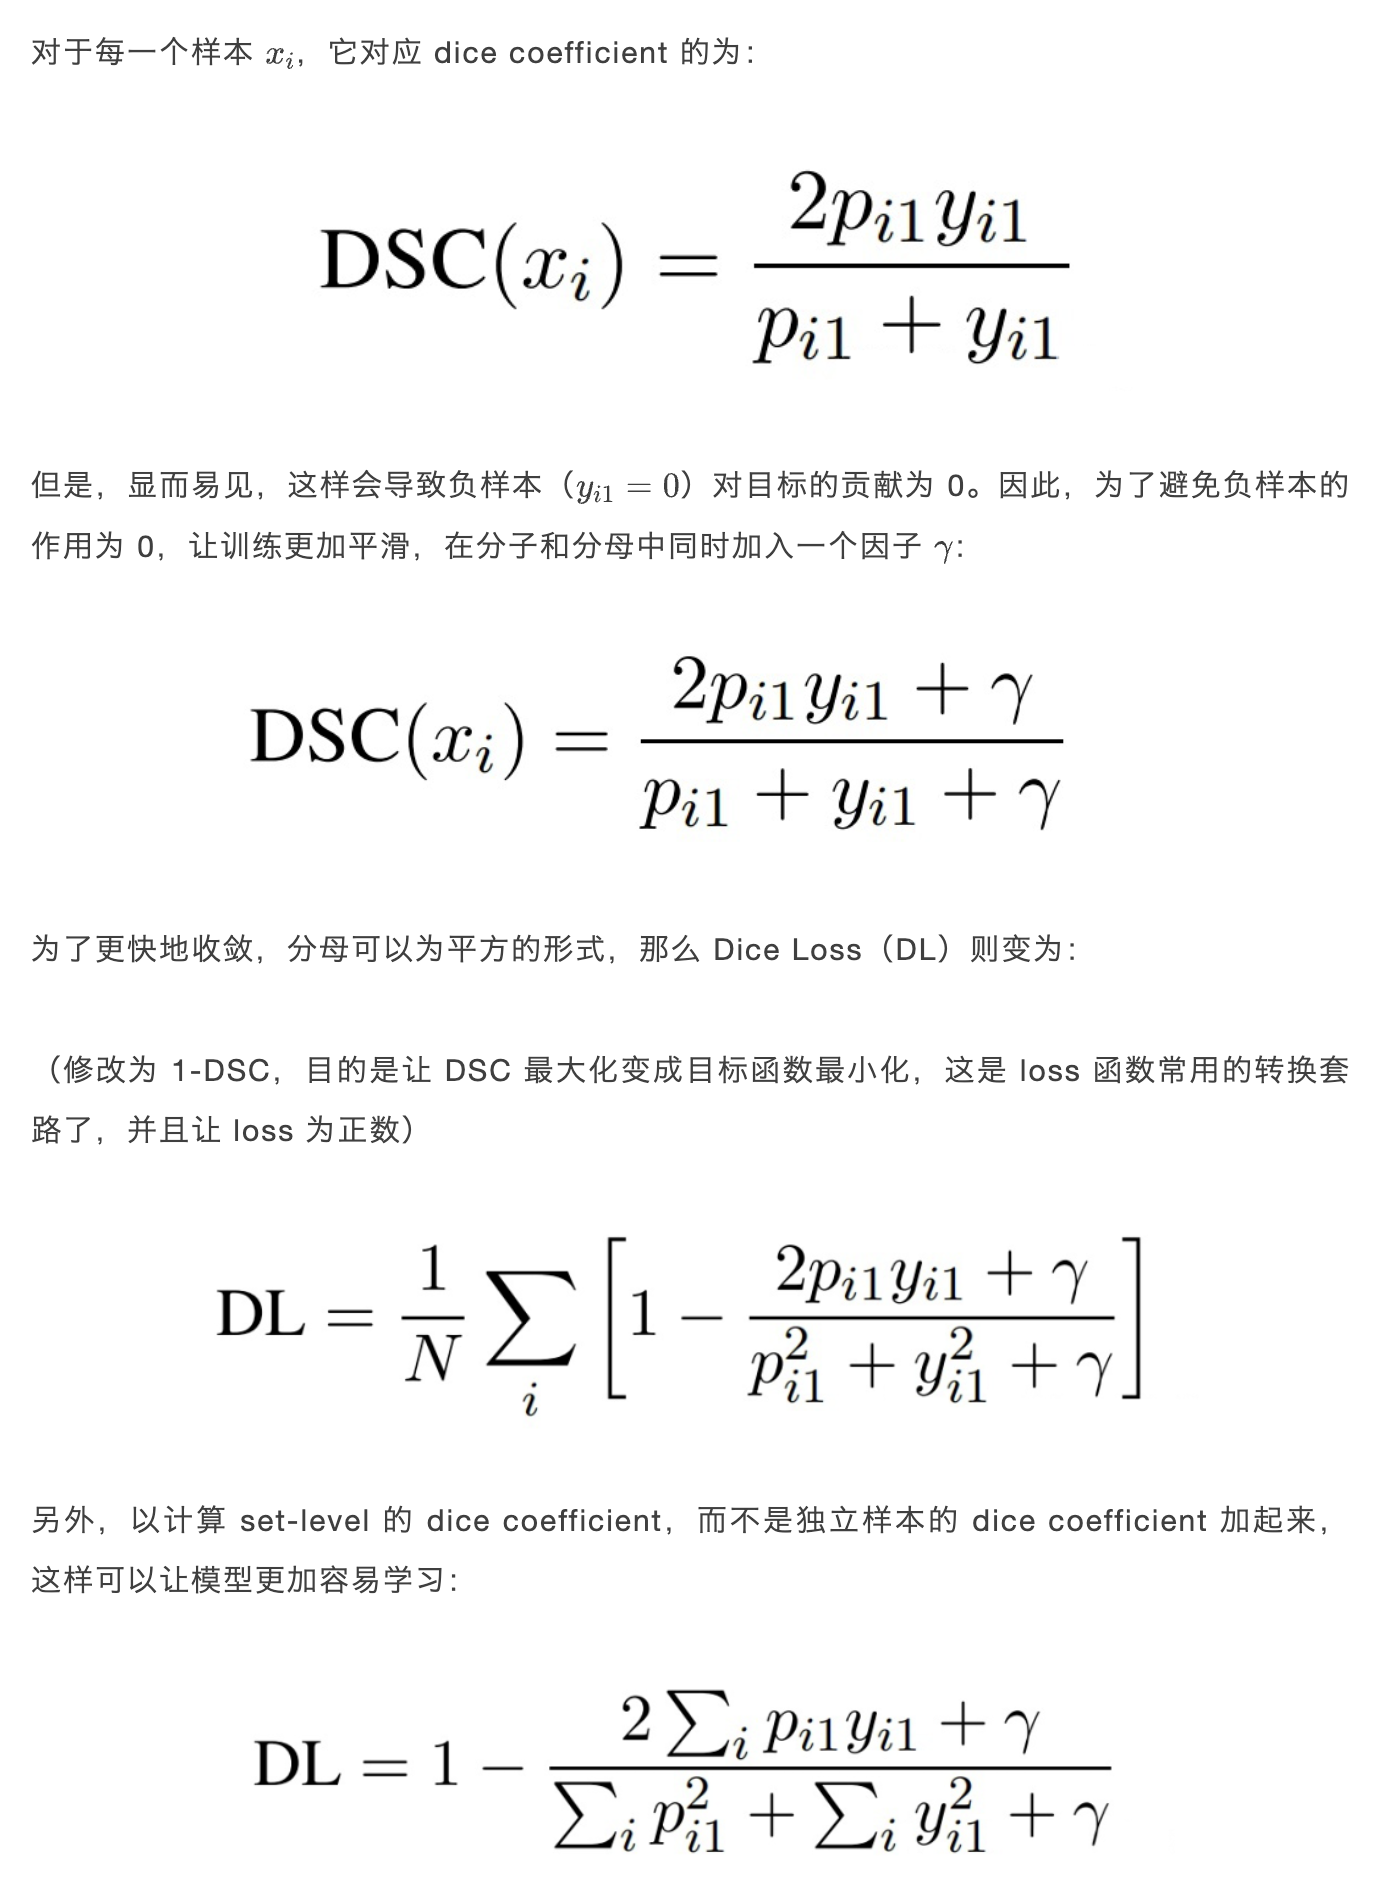 对于每一个样本 $x_i$，它对应 dice coefficient 的为：
$$\mathrm{DSC}(x_i) = \frac{2p_{i1}y_{i1}}{p_{i1} + y_{i1}}$$
但是，显而易见，这样会导致负样本（$y_{i1} = 0$）对目标的贡献为 0。因此，为了避免负样本的
作用为 0，让训练更加平滑，在分子和分母中同时加入一个因子 $\gamma$:
$$\mathrm{DSC}(x_i) = \frac{2p_{i1}y_{i1} + \gamma}{p_{i1} + y_{i1} + \gamma}$$
为了更快地收敛，分母可以为平方的形式，那么 Dice Loss（DL）则变为：
（修改为 1-DSC，目的是让 DSC 最大化变成目标函数最小化，这是 loss 函数常用的转换套
路了，并且让 loss 为正数）
$$\mathrm{DL} = \frac{1}{N} \sum_i \left[ 1 - \frac{2p_{i1}y_{i1} + \gamma}{p_{i1}^2 + y_{i1}^2 + \gamma} \right]$$
另外，以计算 set-level 的 dice coefficient，而不是独立样本的 dice coefficient 加起来，
这样可以让模型更加容易学习：
$$\mathrm{DL} = 1 - \frac{2\sum_i p_{i1}y_{i1} + \gamma}{\sum_i p_{i1}^2 + \sum_i y_{i1}^2 + \gamma}$$